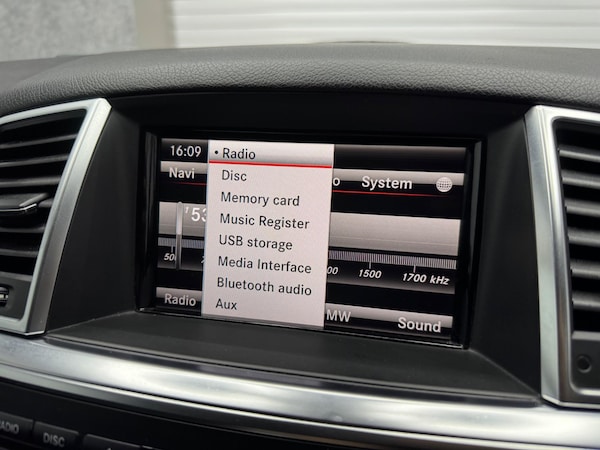 16:09
• Radio
Disc
Memory card
Music Register
USB storage
Media Interface
Bluetooth audio
Aux
Navi
System
1500 1700 kHz
Radio
MW
Sound
DISC